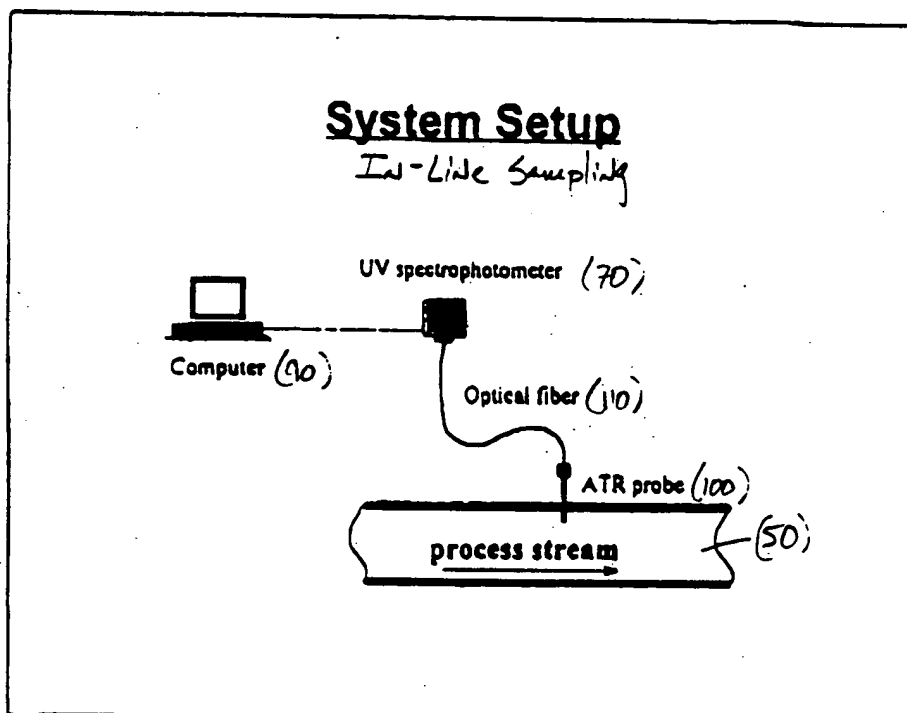 System Setup
In-Line Sampling
UV spectrophotometer (70)
Computer (90)
Optical fiber (110)
ATR probe (100)
process stream
(50)